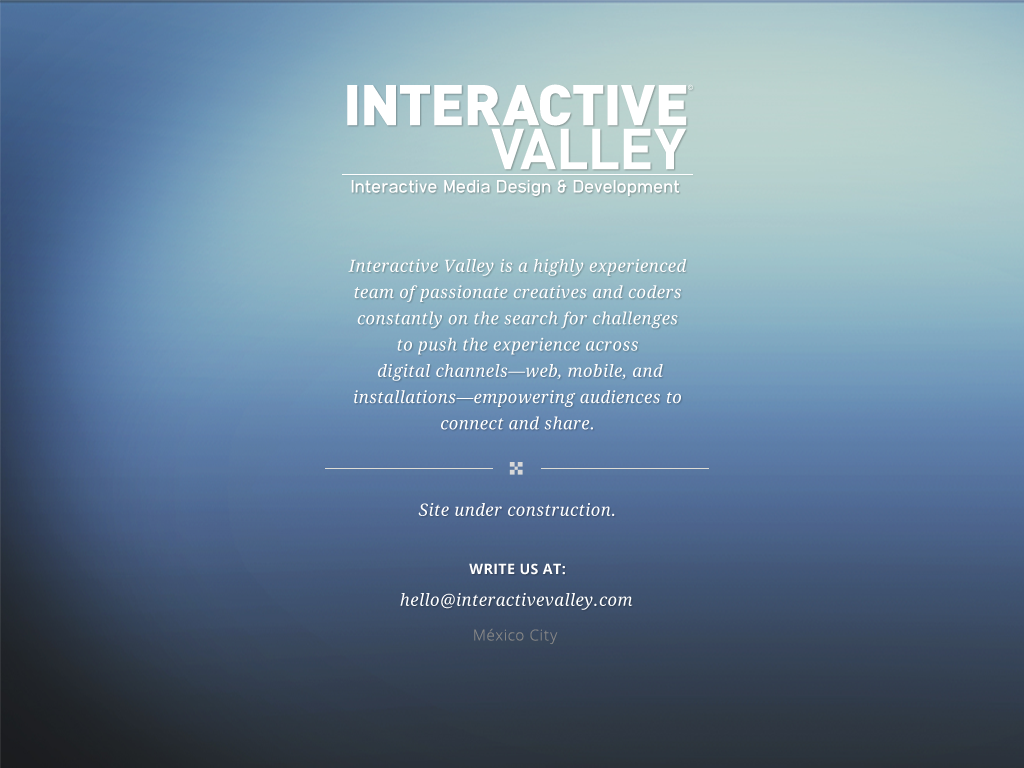 INTERACTIVE
VALLEY
Interactive Media Design & Development
Interactive Valley is a highly experienced
team of passionate creatives and coders
constantly on the search for challenges
to push the experience across
digital channels—web, mobile, and
installations—empowering audiences to
connect and share.
Site under construction.
WRITE US AT:
hello@interactivevalley.com
México City